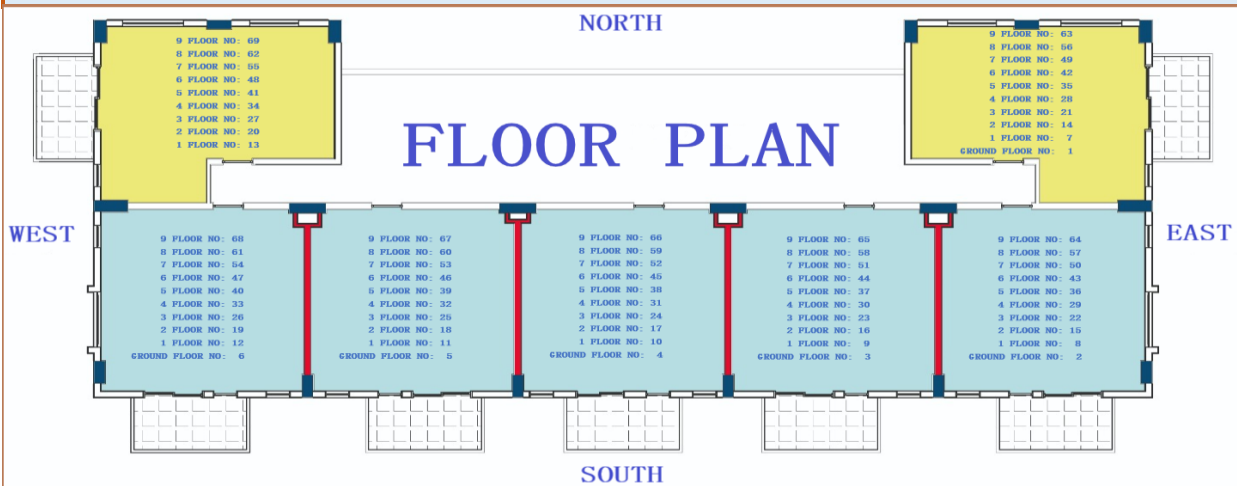 NORTH
9 FLOOR NO: 69
8 FLOOR NO: 62
7 FLOOR NO: 55
6 FLOOR NO: 48
5 FLOOR NO: 41
4 FLOOR NO: 34
3 FLOOR NO: 27
2 FLOOR NO: 20
1 FLOOR NO: 13
9 FLOOR NO: 63
8 FLOOR NO: 56
7 FLOOR NO: 49
6 FLOOR NO: 42
5 FLOOR NO: 35
4 FLOOR NO: 28
3 FLOOR NO: 21
2 FLOOR NO: 14
1 FLOOR NO: 7
GROUND FLOOR NO: 1
FLOOR PLAN
WEST
9 FLOOR NO: 68
8 FLOOR NO: 61
7 FLOOR NO: 54
6 FLOOR NO: 47
5 FLOOR NO: 40
4 FLOOR NO: 33
3 FLOOR NO: 26
2 FLOOR NO: 19
1 FLOOR NO: 12
GROUND FLOOR NO: 6
9 FLOOR NO: 67
8 FLOOR NO: 60
7 FLOOR NO: 53
6 FLOOR NO: 46
5 FLOOR NO: 39
4 FLOOR NO: 32
3 FLOOR NO: 25
2 FLOOR NO: 18
1 FLOOR NO: 11
GROUND FLOOR NO: 5
9 FLOOR NO: 66
8 FLOOR NO: 59
7 FLOOR NO: 52
6 FLOOR NO: 45
5 FLOOR NO: 38
4 FLOOR NO: 31
3 FLOOR NO: 24
2 FLOOR NO: 17
1 FLOOR NO: 10
GROUND FLOOR NO: 4
9 FLOOR NO: 65
8 FLOOR NO: 58
7 FLOOR NO: 51
6 FLOOR NO: 44
5 FLOOR NO: 37
4 FLOOR NO: 30
3 FLOOR NO: 23
2 FLOOR NO: 16
1 FLOOR NO: 9
GROUND FLOOR NO: 3
9 FLOOR NO: 64
8 FLOOR NO: 57
7 FLOOR NO: 50
6 FLOOR NO: 43
5 FLOOR NO: 36
4 FLOOR NO: 29
3 FLOOR NO: 22
2 FLOOR NO: 15
1 FLOOR NO: 8
GROUND FLOOR NO: 2
EAST
SOUTH